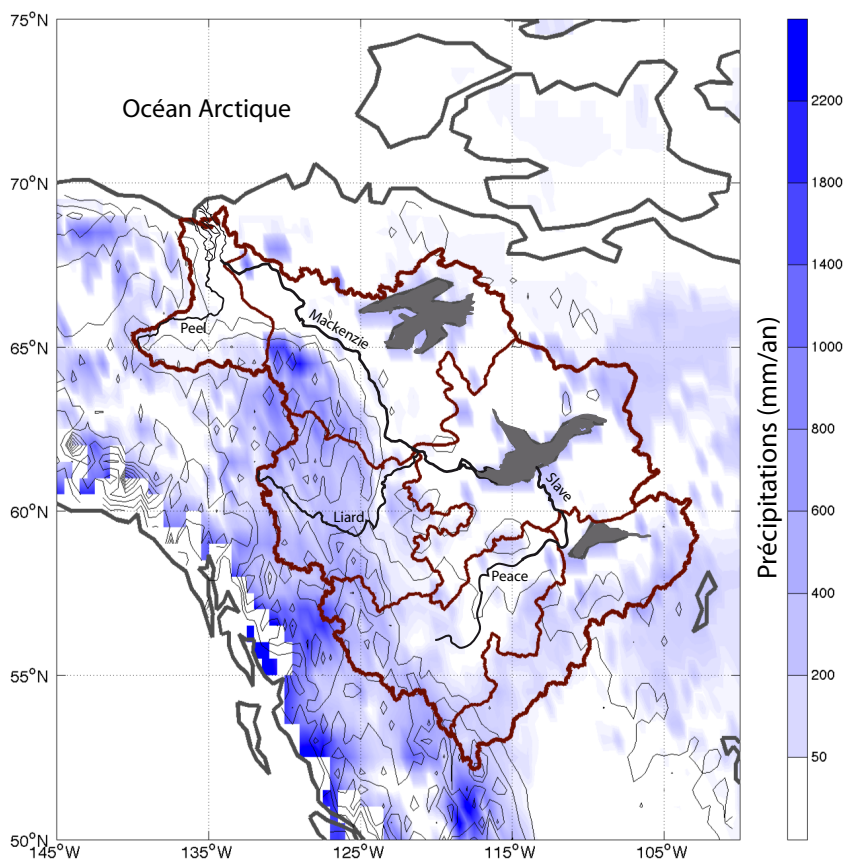 75°N
Océan Arctique
70°N
65°N
60°N
55°N
50°N
145°W
135°W
125°W
115°W
105°W
Peel
Mackenzie
Slave
Liard
Peace
2200
1800
1400
1000
800
600
400
200
50
Précipitations (mm/an)